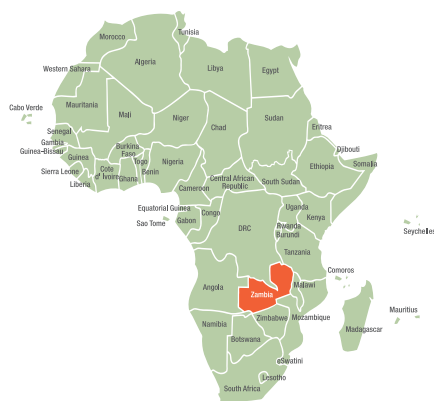 Tunisia
Morocco
Algeria
Libya
Egypt
Western Sahara
Cabo Verde
Mauritania
Maji
Niger
Chad
Sudan
Eritrea
Senegal
Gambia
Guinea-Bissau
Guinea
Sierra Leone
Liberia
Cote
d' Ivoire
Burkina
Faso
Ghana
Togo
Benin
Nigeria
Cameroon
Central African
Republic
South Sudan
Ethiopia
Djibouti
Somalia
Equatorial Guinea
Sao Tome
Gabon
Congo
DRC
Uganda
Kenya
Rwanda
Burundi
Tanzania
Seychelles
Comoros
Angola
Zambia
Malawi
Mozambique
Zimbabwe
Mauritius
Madagascar
Namibia
Botswana
eSwatini
Lesotho
South Africa